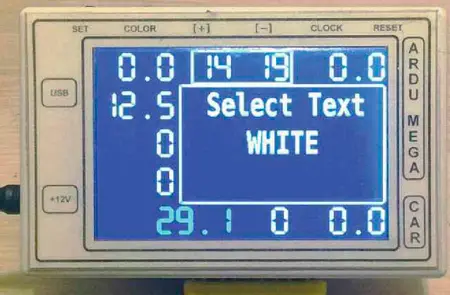 SET COLOR [+] [–] CLOCK RESET
0.0 14 19 0.0
12.5
Select Text
0 WHITE
0
29.1 0 0.0
USB
+12V
ARDU MEGA
CAR